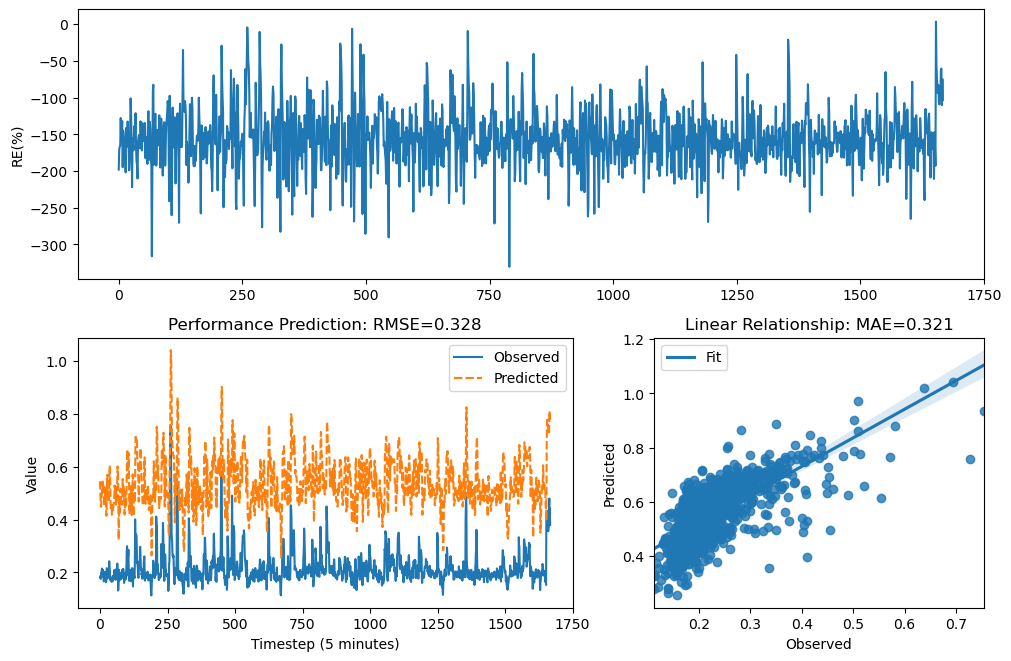 0
−50
−100
−150
−200
−250
−300
RE(%)
0 250 500 750 1000 1250 1500 1750
Performance Prediction: RMSE=0.328
1.0
0.8
0.6
0.4
0.2
Value
Observed
Predicted
0 250 500 750 1000 1250 1500 1750
Timestep (5 minutes)
Linear Relationship: MAE=0.321
1.2
1.0
0.8
0.6
0.4
Predicted
Fit
0.2 0.3 0.4 0.5 0.6 0.7
Observed